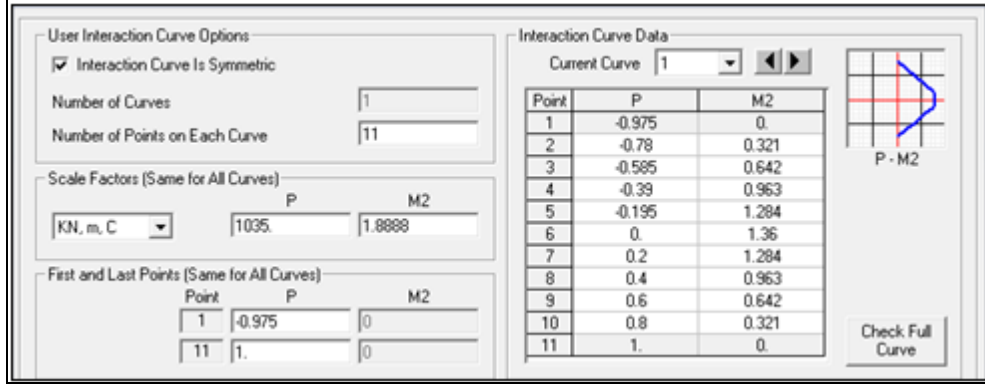 User Interaction Curve Options
Interaction Curve Is Symmetric
Number of Curves 1
Number of Points on Each Curve 11
Scale Factors (Same for All Curves)
P M2
KN, m, C 1035. 1.8888
First and Last Points (Same for All Curves)
Point P M2
1 -0.975 0
11 1. 0
Interaction Curve Data
Current Curve 1
Point P M2
1 -0.975 0.
2 -0.78 0.321
3 -0.585 0.642
4 -0.39 0.963
5 -0.195 1.284
6 0. 1.36
7 0.2 1.284
8 0.4 0.963
9 0.6 0.642
10 0.8 0.321
11 1. 0.
P - M2
Check Full
Curve